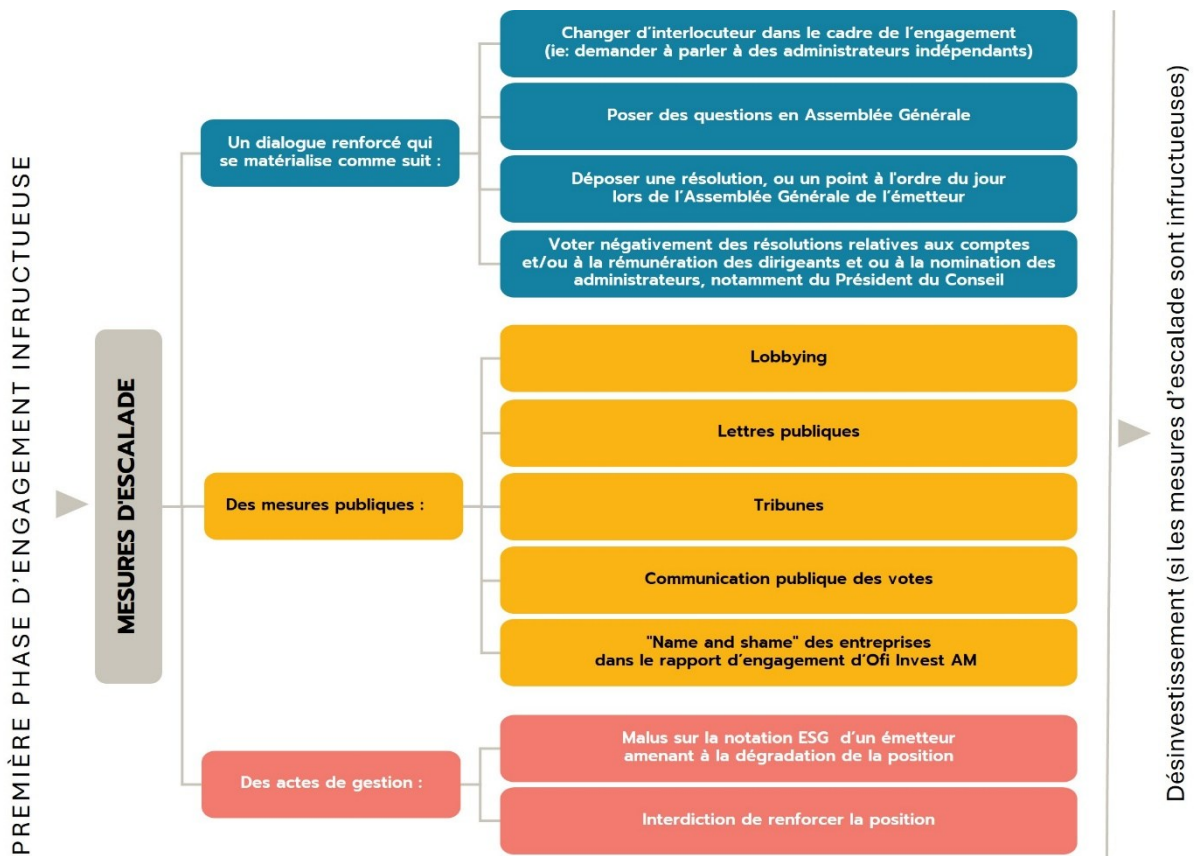 PREMIÈRE PHASE D’ENGAGEMENT INFRUCTUEUSE
MESURES D'ESCALADE
Un dialogue renforcé qui
se matérialise comme suit :
Changer d’interlocuteur dans le cadre de l’engagement
(ie: demander à parler à des administrateurs indépendants)
Poser des questions en Assemblée Générale
Déposer une résolution, ou un point à l'ordre du jour
lors de l’Assemblée Générale de l’émetteur
Voter négativement des résolutions relatives aux comptes
et/ou à la rémunération des dirigeants et ou à la nomination des
administrateurs, notamment du Président du Conseil
Des mesures publiques :
Lobbying
Lettres publiques
Tribunes
Communication publique des votes
"Name and shame" des entreprises
dans le rapport d’engagement d’Ofi Invest AM
Des actes de gestion :
Malus sur la notation ESG d’un émetteur
amenant à la dégradation de la position
Interdiction de renforcer la position
Désinvestissement (si les mesures d’escalade sont infructueuses)